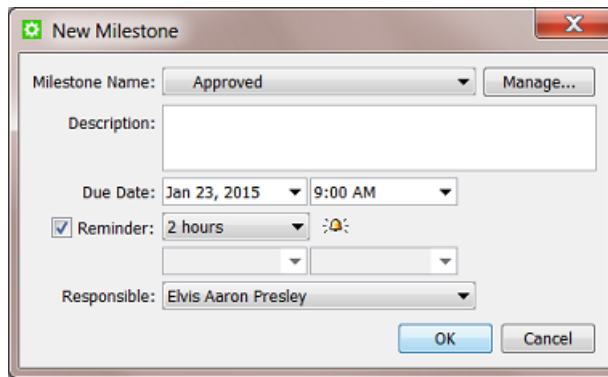 New Milestone
Milestone Name: Approved Manage...
Description:
Due Date: Jan 23, 2015 9:00 AM
Reminder: 2 hours
Responsible: Elvis Aaron Presley
OK Cancel